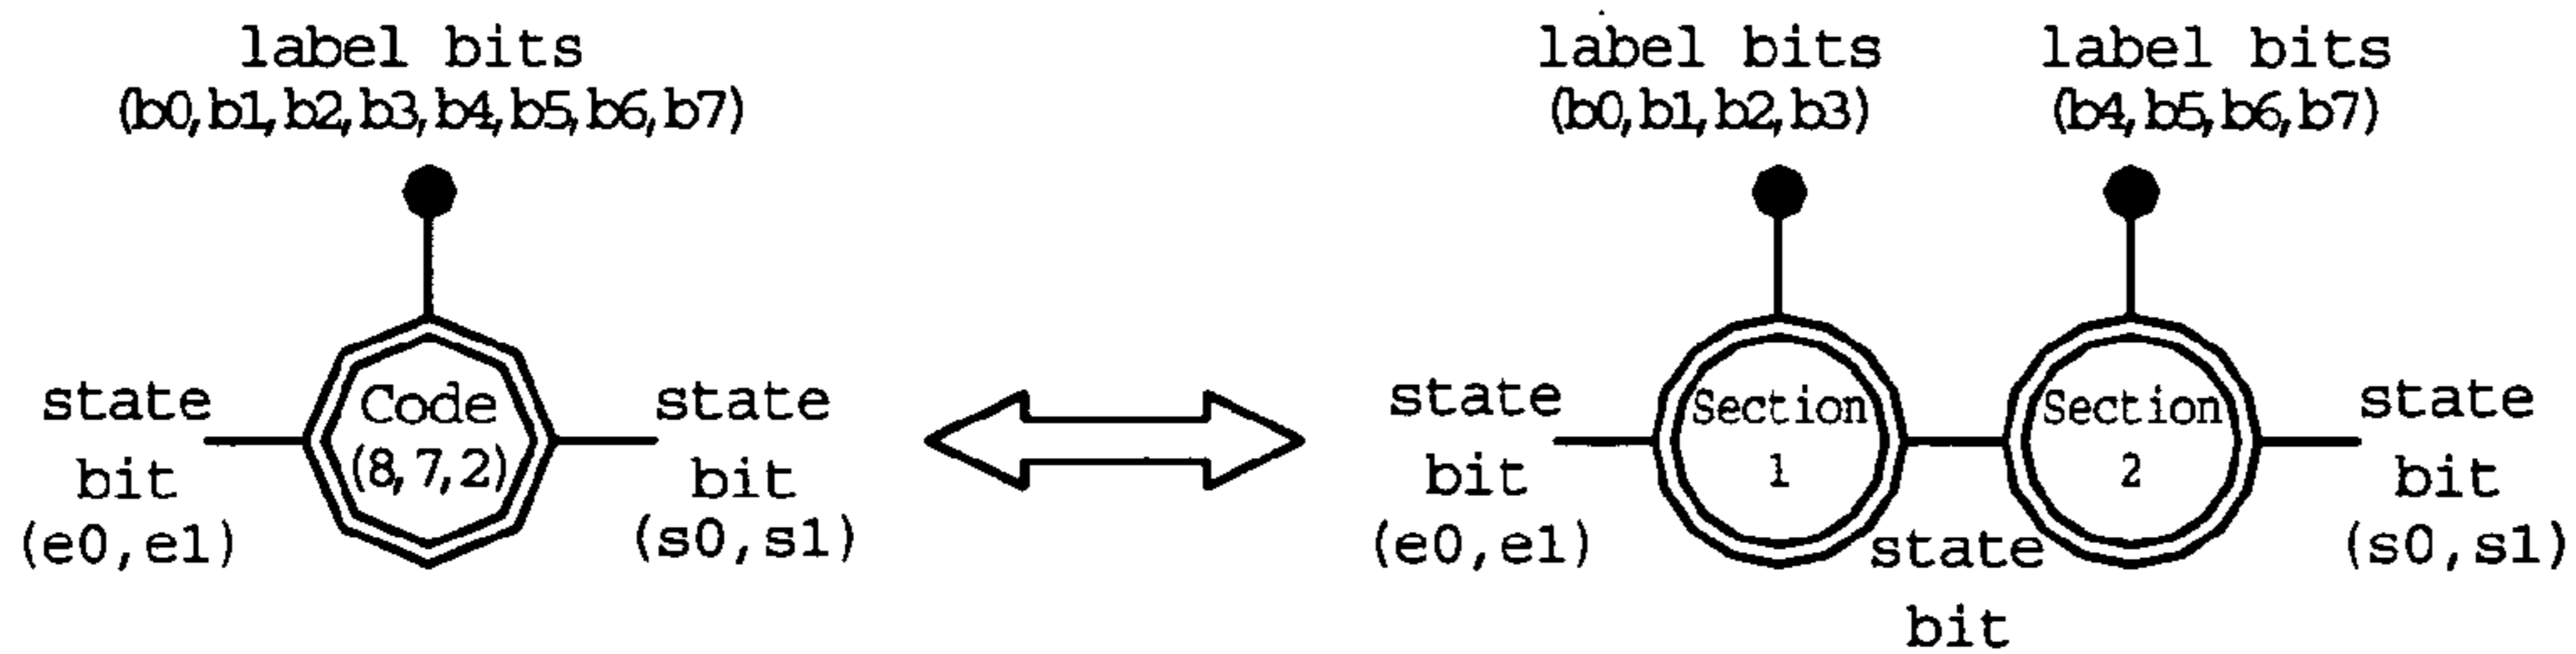 label bits
(b0,b1,b2,b3,b4,b5,b6,b7)
state
bit
(e0,e1)
Code
(8,7,2)
state
bit
(s0,s1)
label bits
(b0,b1,b2,b3)
label bits
(b4,b5,b6,b7)
state
bit
(e0,e1)
Section
1
state
bit
Section
2
state
bit
(s0,s1)